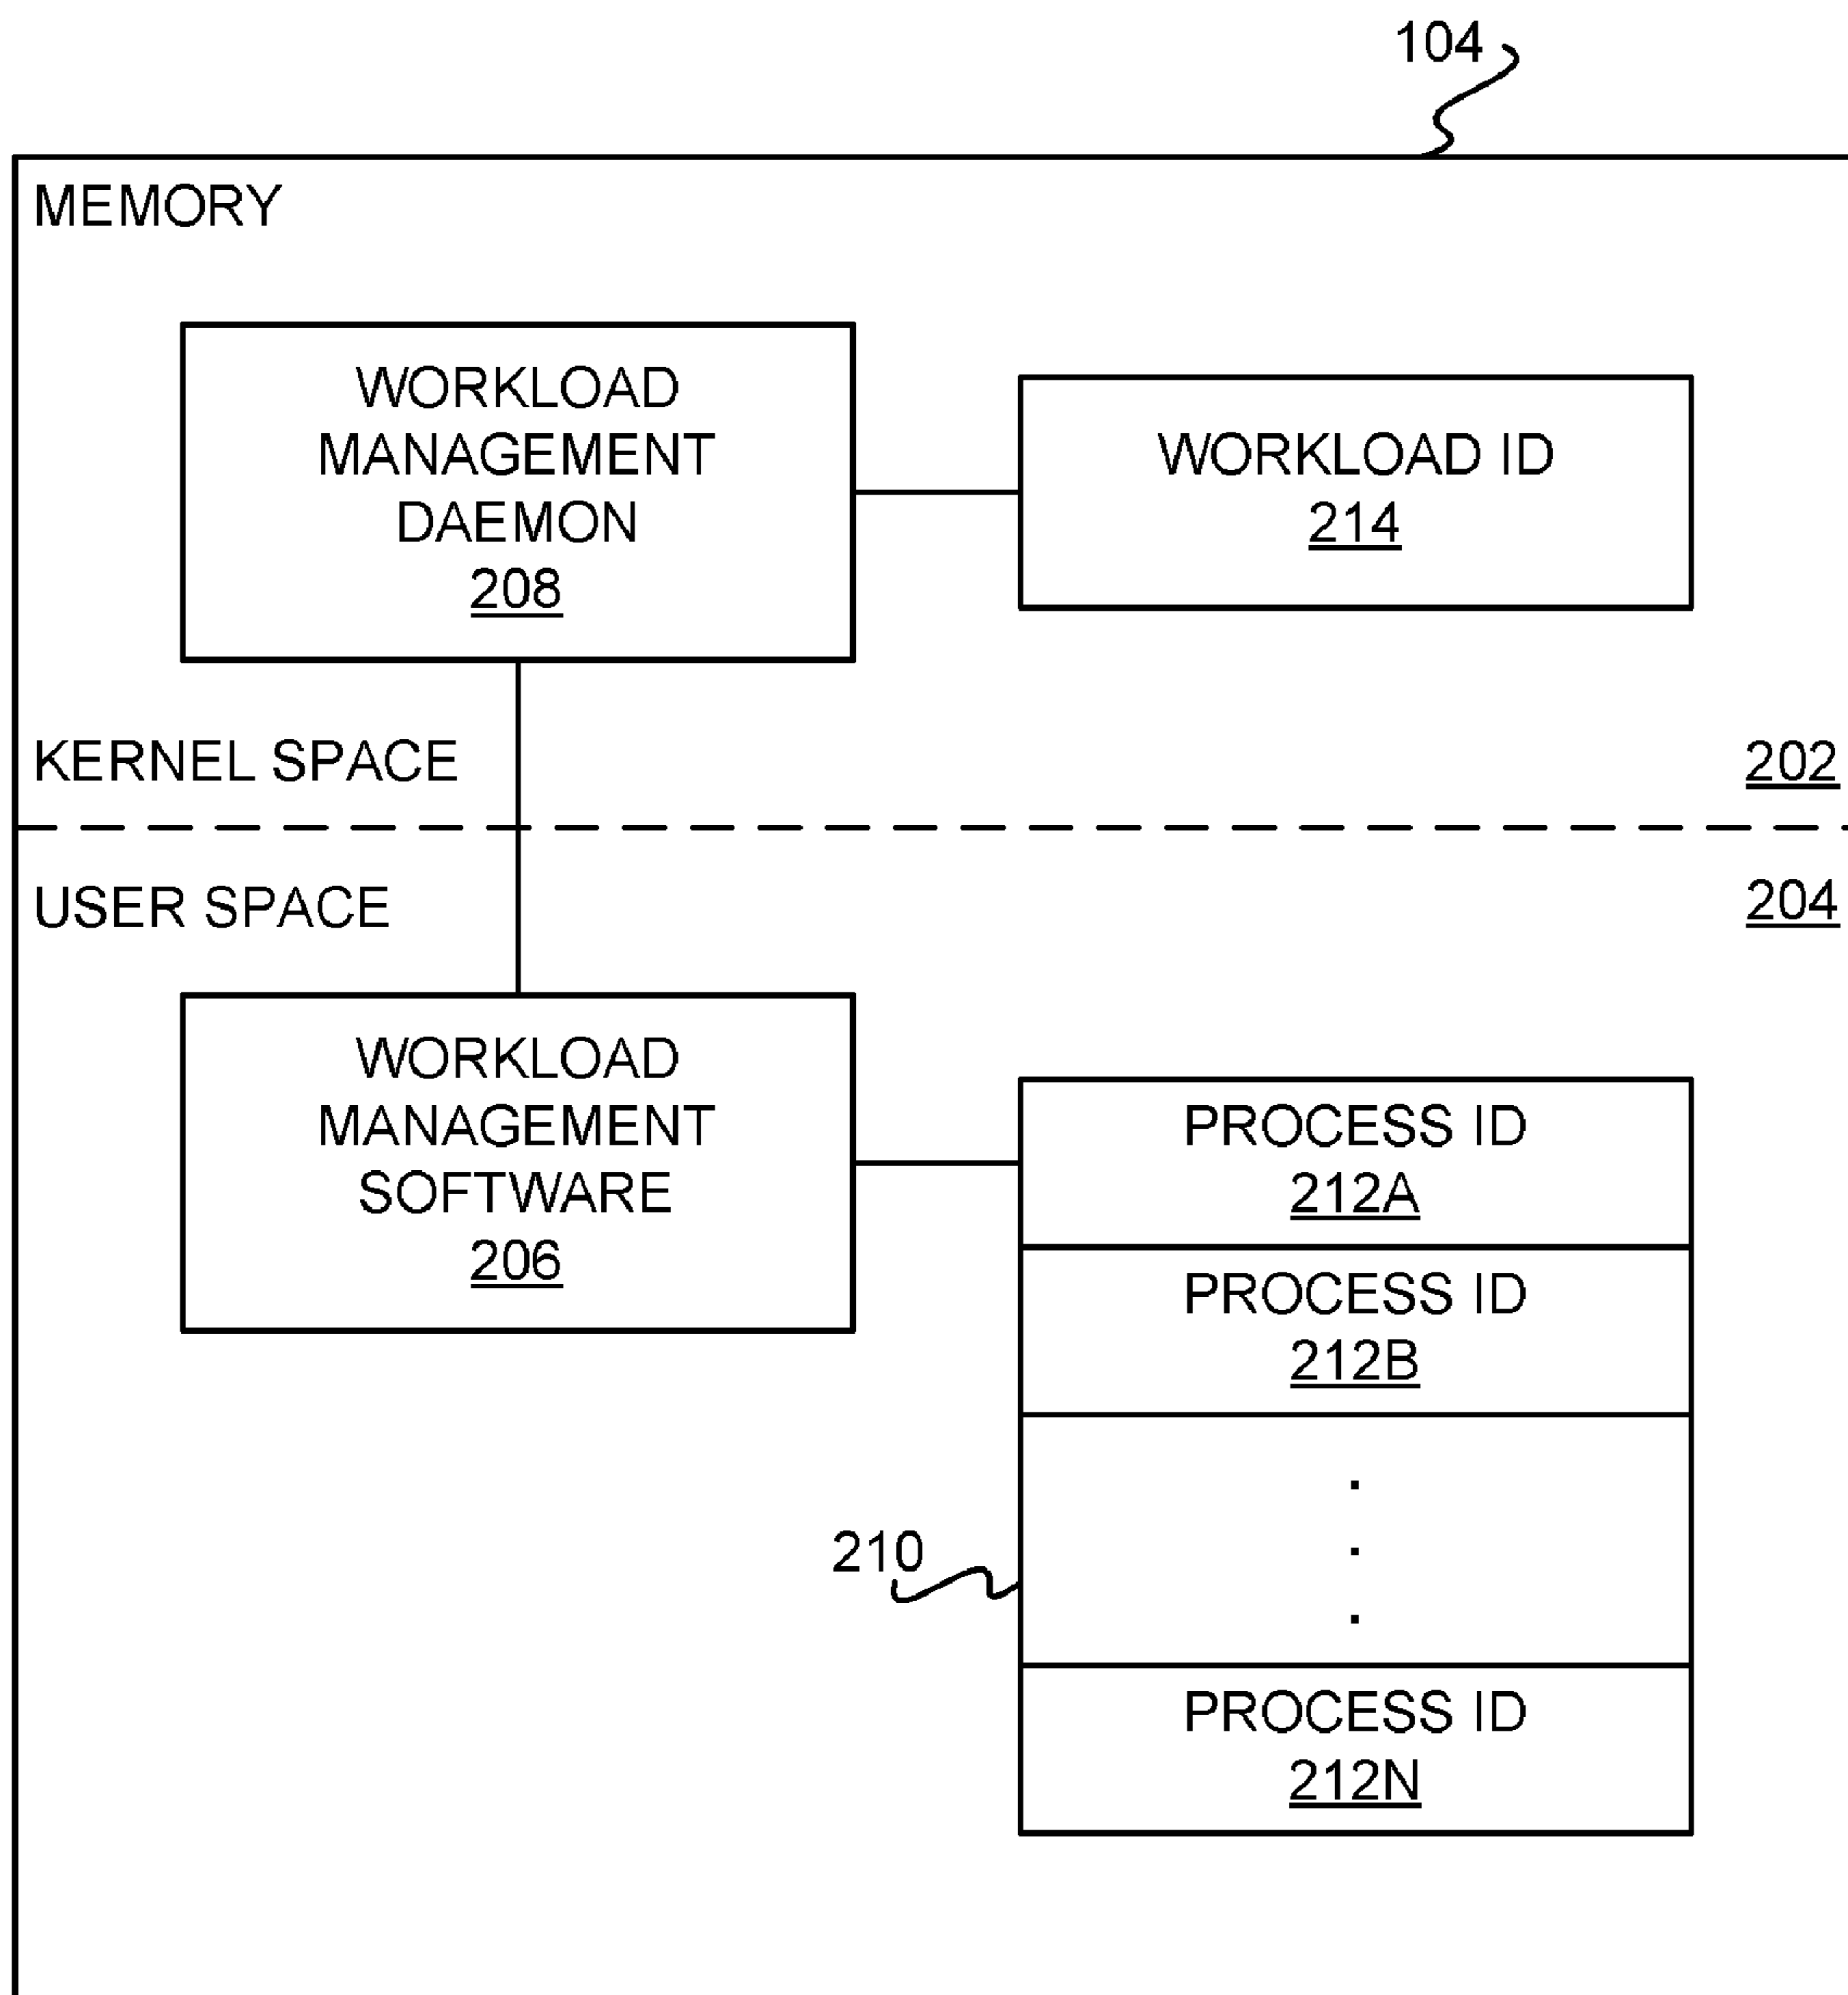 104
MEMORY
WORKLOAD
MANAGEMENT
DAEMON
208
WORKLOAD ID
214
KERNEL SPACE
202
USER SPACE
204
WORKLOAD
MANAGEMENT
SOFTWARE
206
PROCESS ID
212A
PROCESS ID
212B
.
.
.
210
PROCESS ID
212N